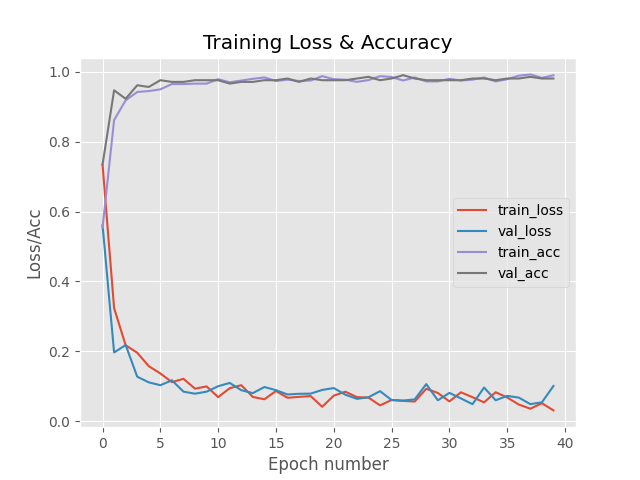 Training Loss & Accuracy
1.0
0.8
0.6
0.4
0.2
0.0
Loss/Acc
train_loss
val_loss
train_acc
val_acc
0 5 10 15 20 25 30 35 40
Epoch number